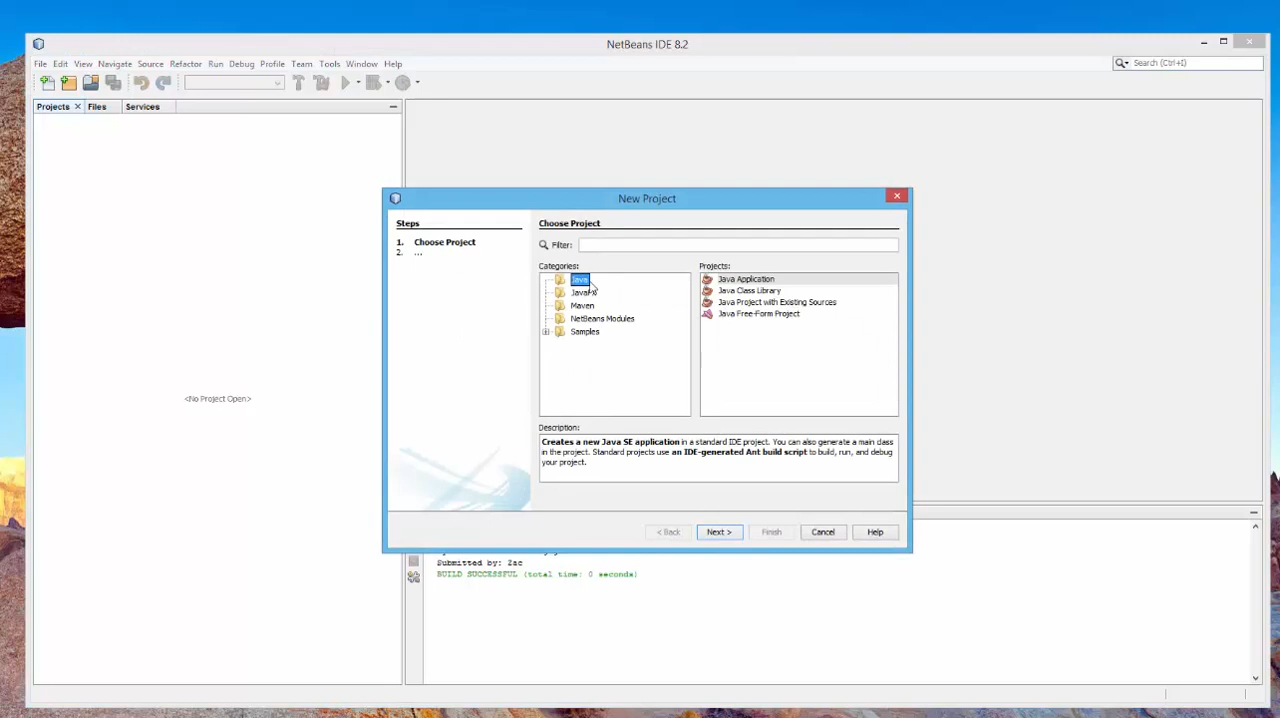 NetBeans IDE 8.2
File Edit View Navigate Source Refactor Run Debug Profile Team Tools Window Help
Search (Ctrl+I)
Projects Files Services
<No Project Open>
New Project
Steps
1. Choose Project
2. ...
Choose Project
Filter:
Categories:
Java
JavaFX
Maven
NetBeans Modules
Samples
Projects:
Java Application
Java Class Library
Java Project with Existing Sources
Java Free-Form Project
Description:
Creates a new Java SE application in a standard IDE project. You can also generate a main class
in the project. Standard projects use an IDE-generated Ant build script to build, run, and debug
your project.
< Back Next > Finish Cancel Help
Submitted by: Zac
BUILD SUCCESSFUL (total time: 0 seconds)